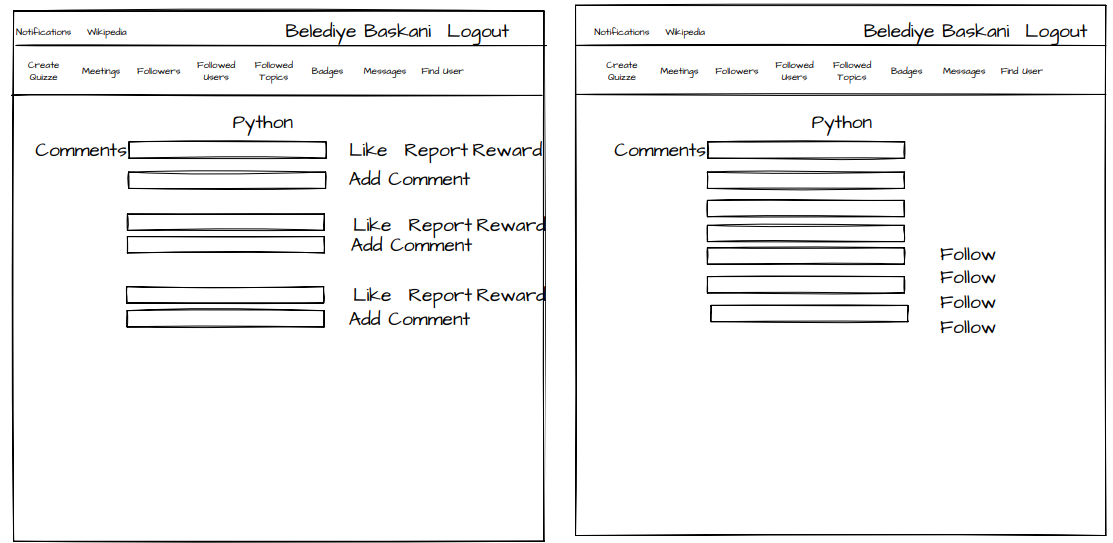 Notifications Wikipedia Belediye Baskani Logout
Create Quizze Meetings Followers Followed Users Followed Topics Badges Messages Find User
Python
Comments Like Report Reward
Add Comment
Like Report Reward
Add Comment
Like Report Reward
Add Comment
Notifications Wikipedia Belediye Baskani Logout
Create Quizze Meetings Followers Followed Users Followed Topics Badges Messages Find User
Python
Comments
Follow
Follow
Follow
Follow